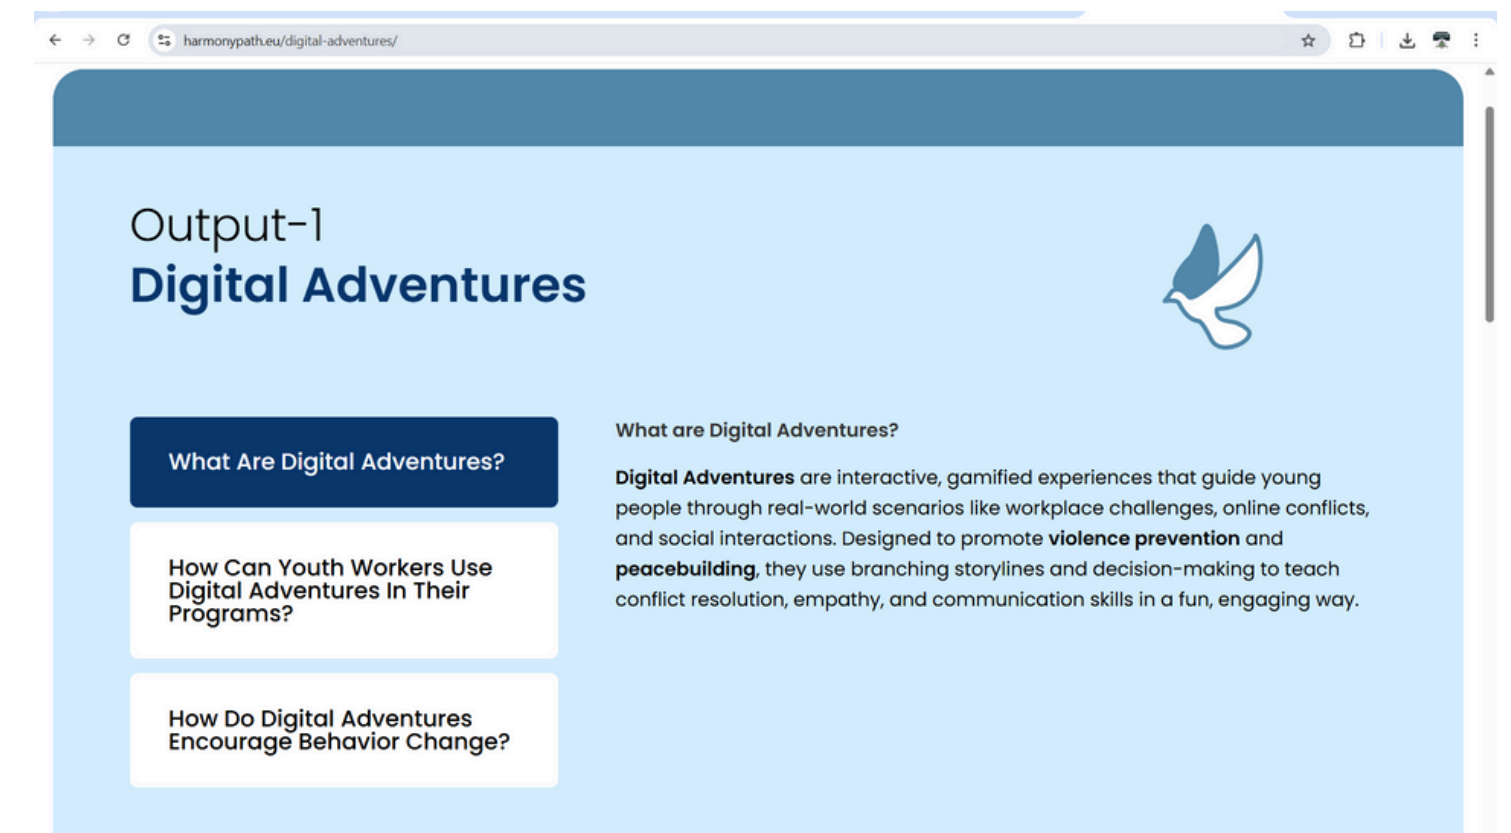 harmonypath.eu/digital-adventures/
Output-1
Digital Adventures
What Are Digital Adventures?
How Can Youth Workers Use
Digital Adventures In Their
Programs?
How Do Digital Adventures
Encourage Behavior Change?
What are Digital Adventures?
Digital Adventures are interactive, gamified experiences that guide young
people through real-world scenarios like workplace challenges, online conflicts,
and social interactions. Designed to promote violence prevention and
peacebuilding, they use branching storylines and decision-making to teach
conflict resolution, empathy, and communication skills in a fun, engaging way.